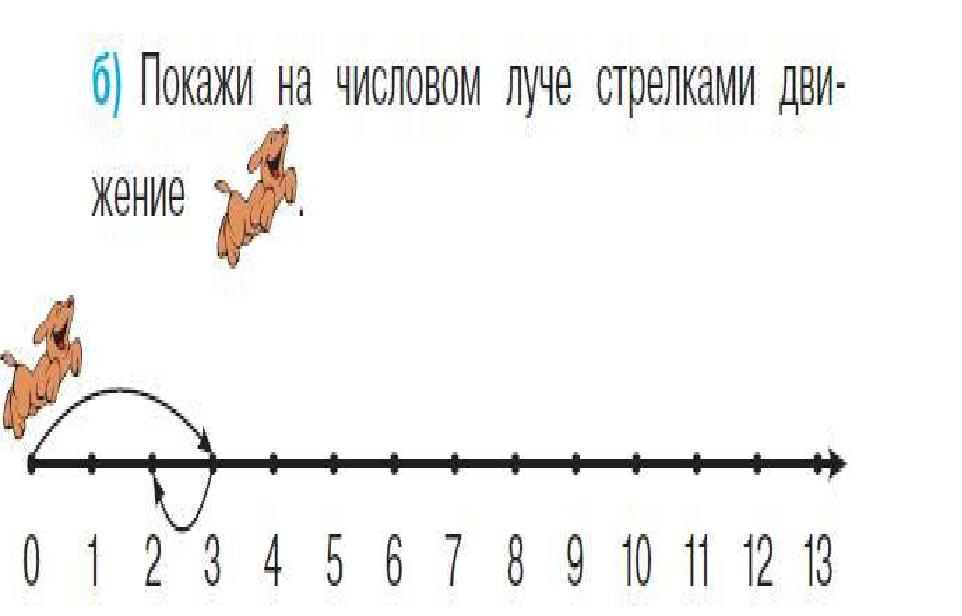 б) Покажи на числовом луче стрелками дви-
жение .
0 1 2 3 4 5 6 7 8 9 10 11 12 13